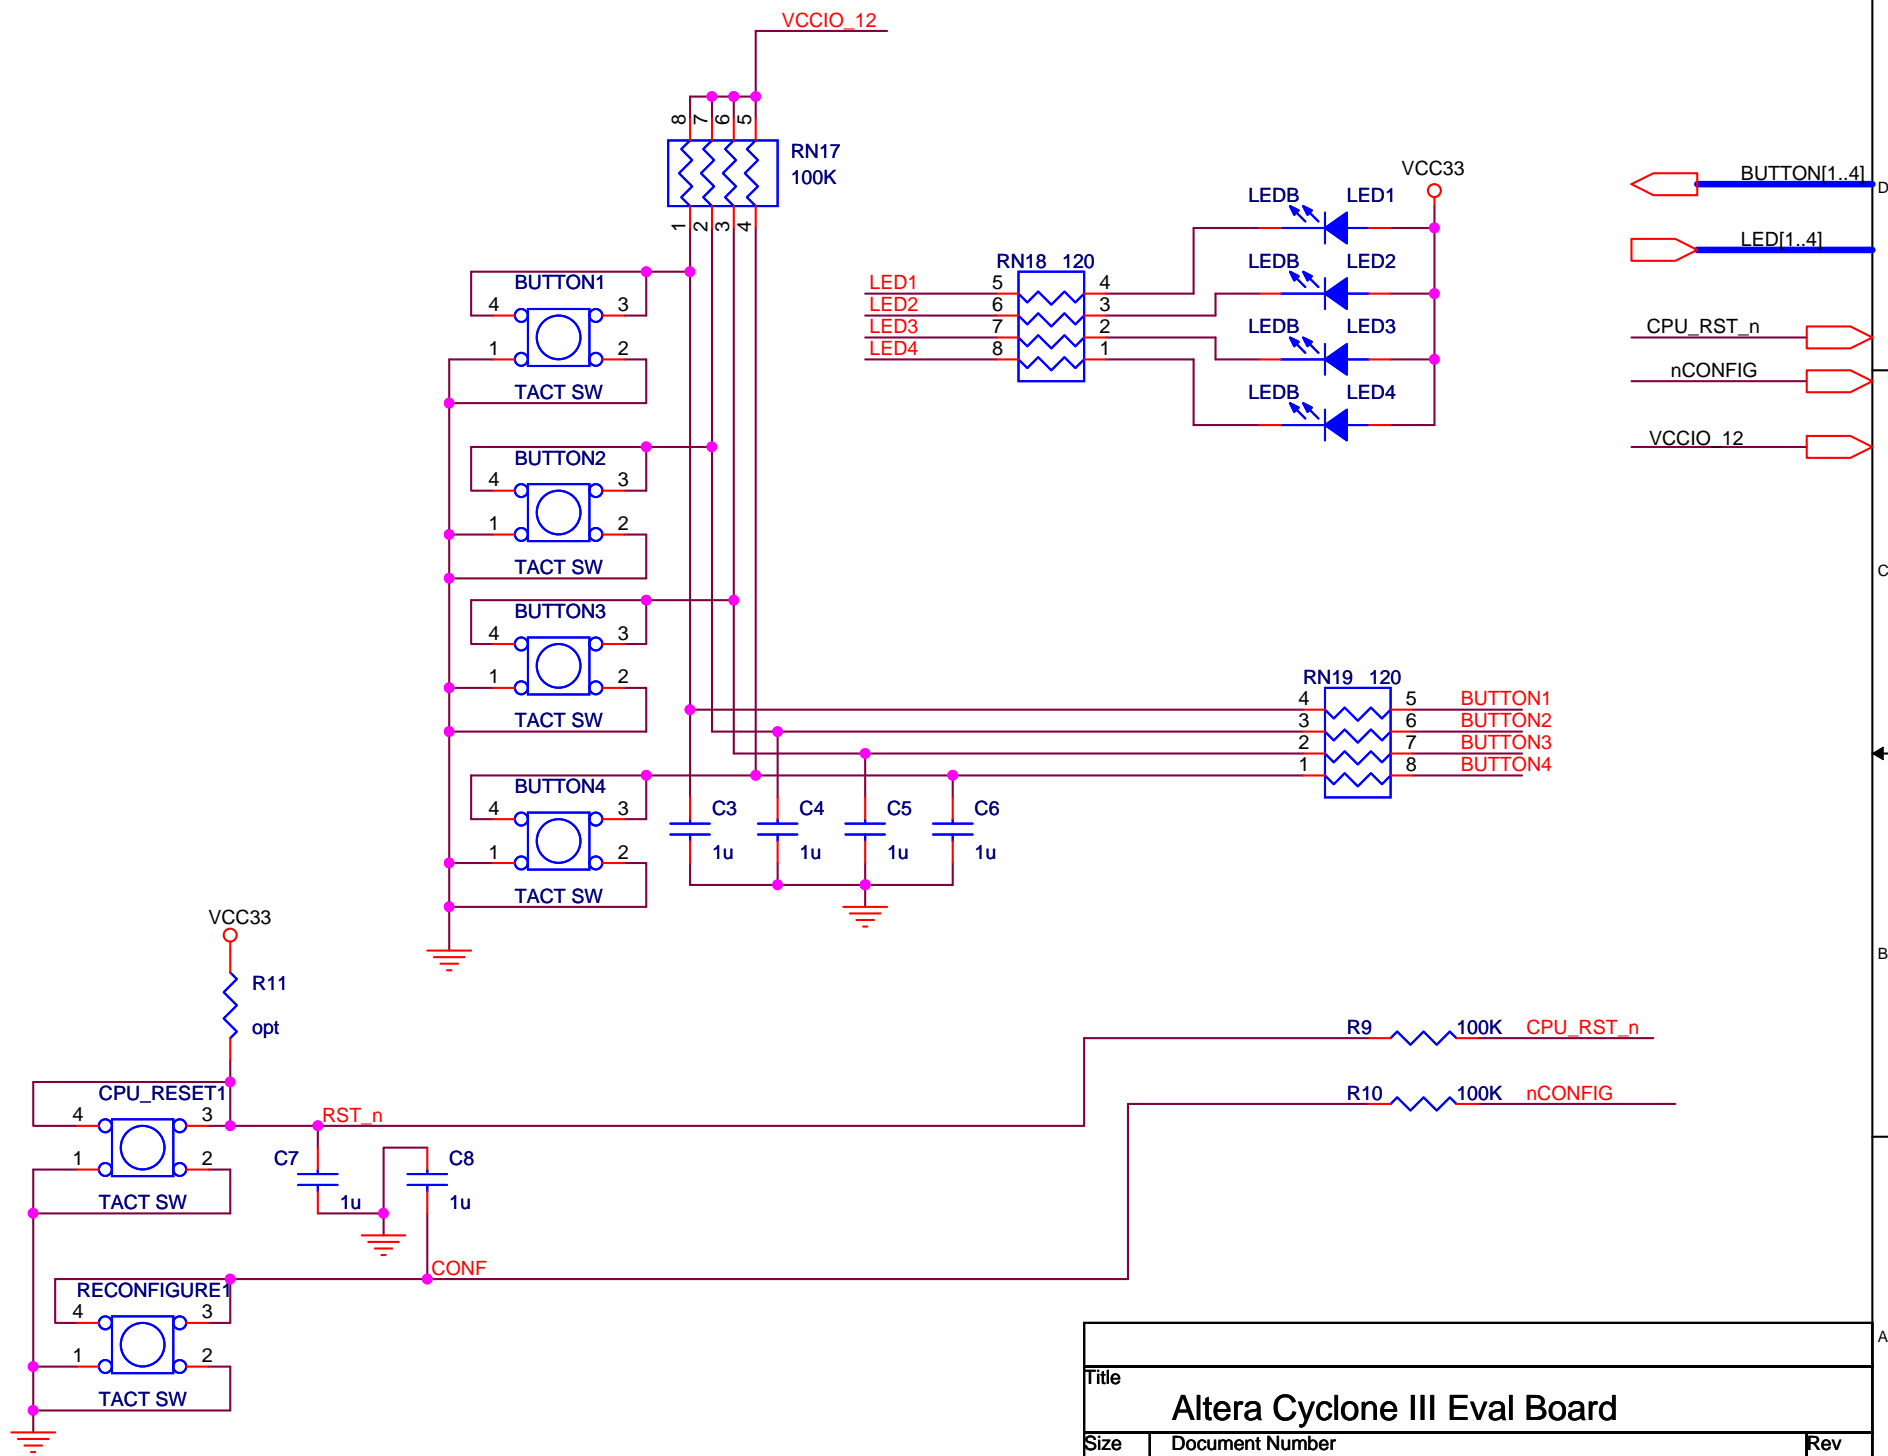 VCCIO_12
8 7 6 5
RN17
100K
1 2 3 4
VCC33
BUTTON[1..4]
D
LEDB LED1
LED[1..4]
RN18 120
LEDB LED2
LED1 5 4
LED2 6 3
LED3 7 2
LED4 8 1
LEDB LED3
LEDB LED4
CPU_RST_n
nCONFIG
VCCIO_12
BUTTON1
4 3
1 2
TACT SW
BUTTON2
4 3
1 2
TACT SW
C
BUTTON3
4 3
1 2
TACT SW
RN19 120
4 5 BUTTON1
3 6 BUTTON2
2 7 BUTTON3
1 8 BUTTON4
BUTTON4
4 3
1 2
TACT SW
C3 C4 C5 C6
1u 1u 1u 1u
VCC33
R11
opt
B
R9 100K CPU_RST_n
R10 100K nCONFIG
CPU_RESET1
4 3
RST_n
1 2
TACT SW
C7 C8
1u 1u
CONF
RECONFIGURE1
4 3
1 2
TACT SW
A
Title
Altera Cyclone III Eval Board
Size Document Number Rev